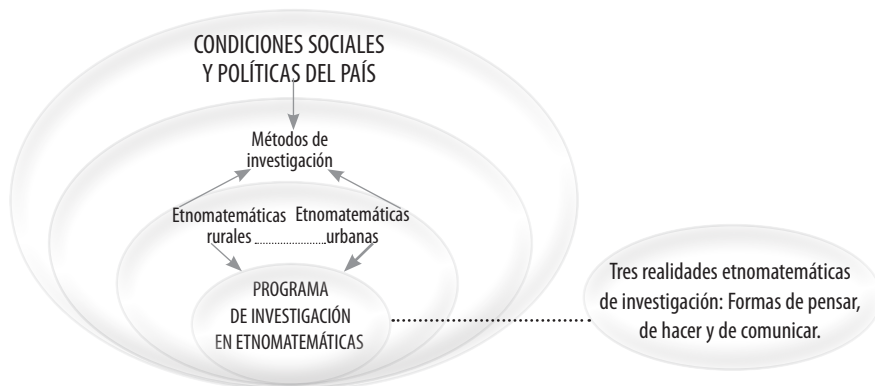 CONDICIONES SOCIALES
Y POLÍTICAS DEL PAÍS
Métodos de
investigación
Etnomatemáticas
rurales
Etnomatemáticas
urbanas
PROGRAMA
DE INVESTIGACIÓN
EN ETNOMATEMÁTICAS
Tres realidades etnomatemáticas
de investigación: Formas de pensar,
de hacer y de comunicar.